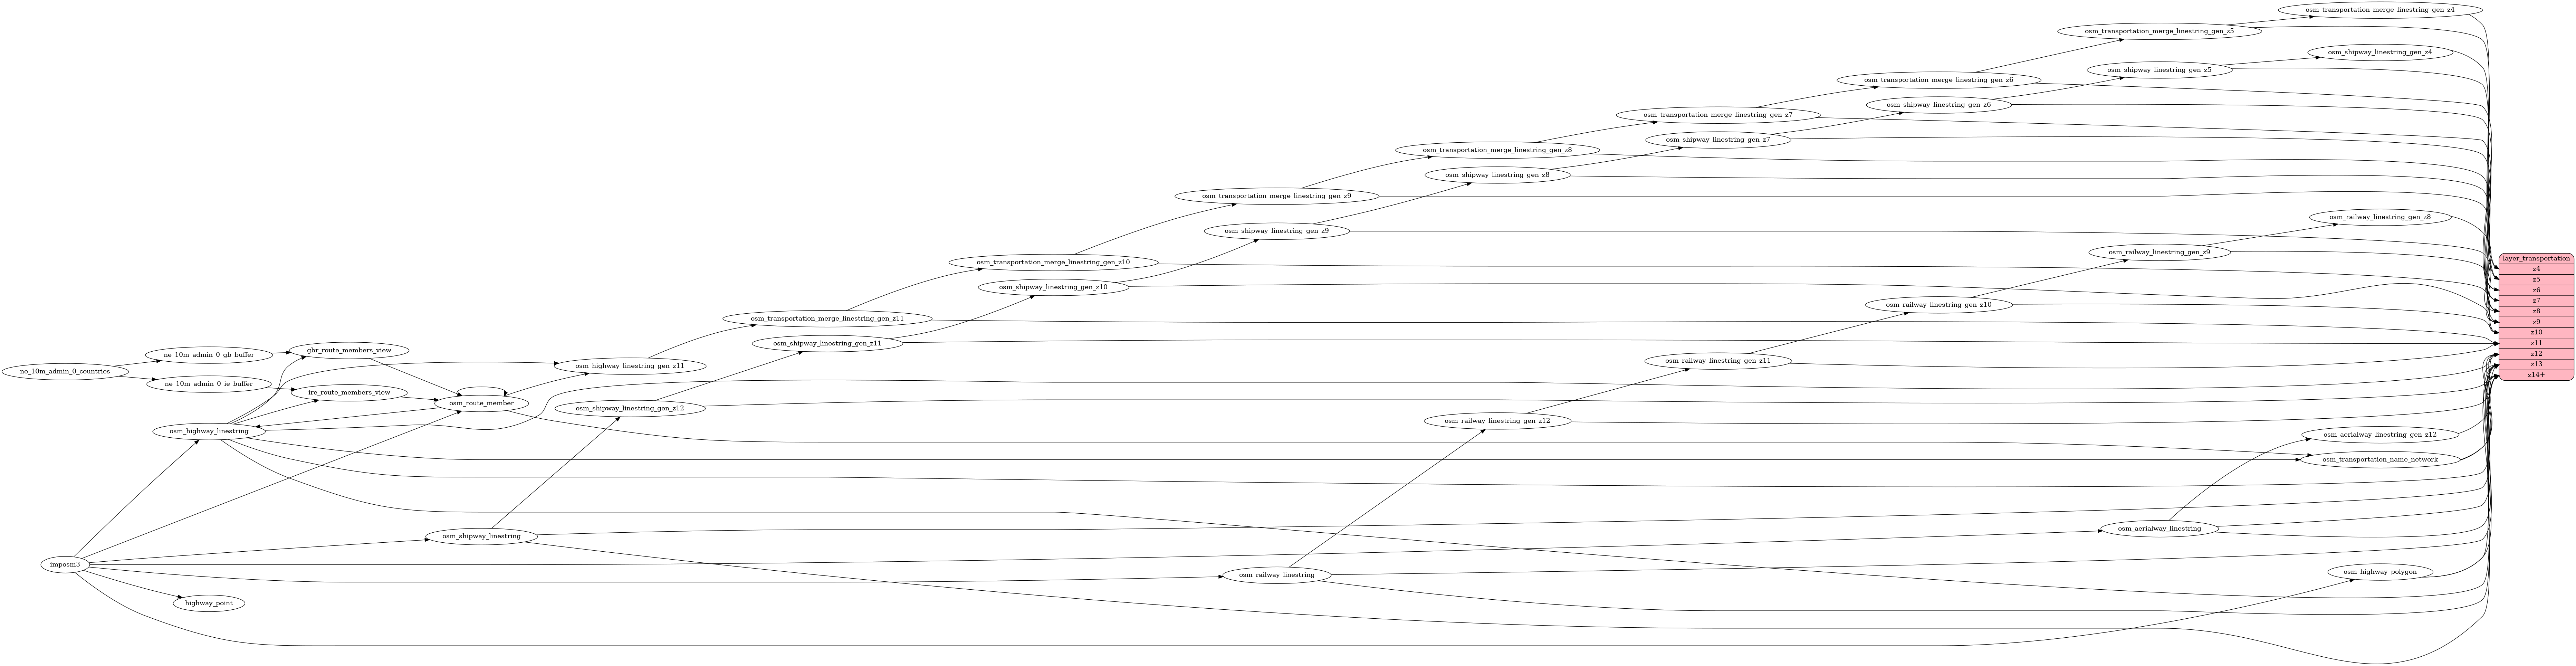 osm_transportation_merge_linestring_gen_z4
osm_transportation_merge_linestring_gen_z5
osm_shipway_linestring_gen_z4
osm_shipway_linestring_gen_z5
osm_transportation_merge_linestring_gen_z6
osm_shipway_linestring_gen_z6
osm_transportation_merge_linestring_gen_z7
osm_shipway_linestring_gen_z7
osm_transportation_merge_linestring_gen_z8
osm_shipway_linestring_gen_z8
osm_transportation_merge_linestring_gen_z9
osm_railway_linestring_gen_z8
osm_shipway_linestring_gen_z9
osm_railway_linestring_gen_z9
layer_transportation
z4
z5
z6
z7
z8
z9
z10
z11
z12
z13
z14+
osm_transportation_merge_linestring_gen_z10
osm_shipway_linestring_gen_z10
osm_railway_linestring_gen_z10
osm_transportation_merge_linestring_gen_z11
osm_shipway_linestring_gen_z11
gbr_route_members_view
ne_10m_admin_0_gb_buffer
osm_railway_linestring_gen_z11
osm_highway_linestring_gen_z11
ne_10m_admin_0_countries
ne_10m_admin_0_ie_buffer
ire_route_members_view
osm_route_member
osm_shipway_linestring_gen_z12
osm_railway_linestring_gen_z12
osm_highway_linestring
osm_aerialway_linestring_gen_z12
osm_transportation_name_network
osm_aerialway_linestring
osm_shipway_linestring
imposm3
osm_highway_polygon
osm_railway_linestring
highway_point